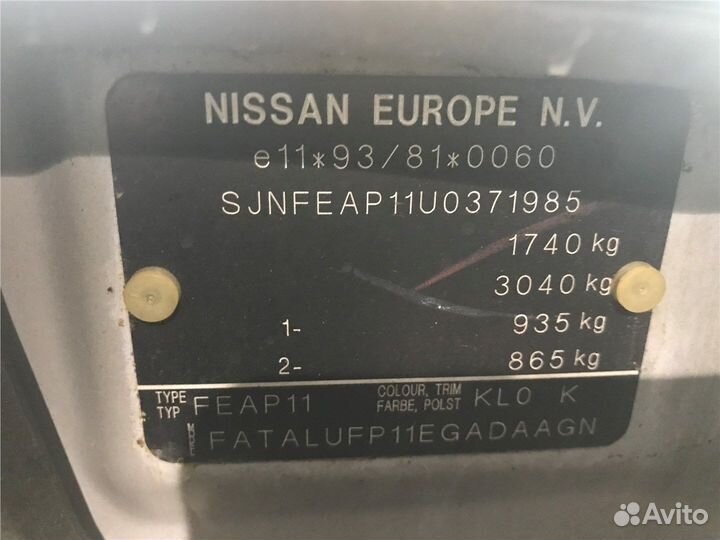 NISSAN EUROPE N.V.
e11*93/81*0060
SJNFEAP11U0371985
1740 kg
3040 kg
1- 935 kg
2- 865 kg
TYPE TYP FEAP11 COLOUR, TRIM FARBE, POLST KL0 K
FATALUFP11EGADAAGN
Avito